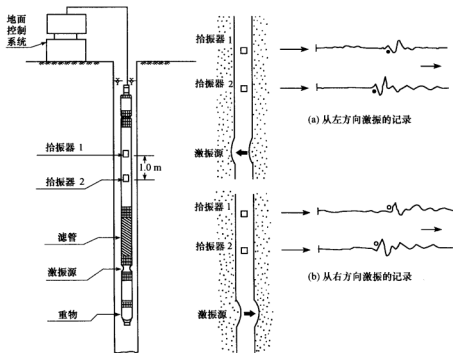 地面
控制
系统
拾振器 1
拾振器 2
1.0 m
滤管
激振源
重物
拾振器 1
拾振器 2
激振源
(a) 从左方向激振的记录
拾振器 1
拾振器 2
激振源
(b) 从右方向激振的记录